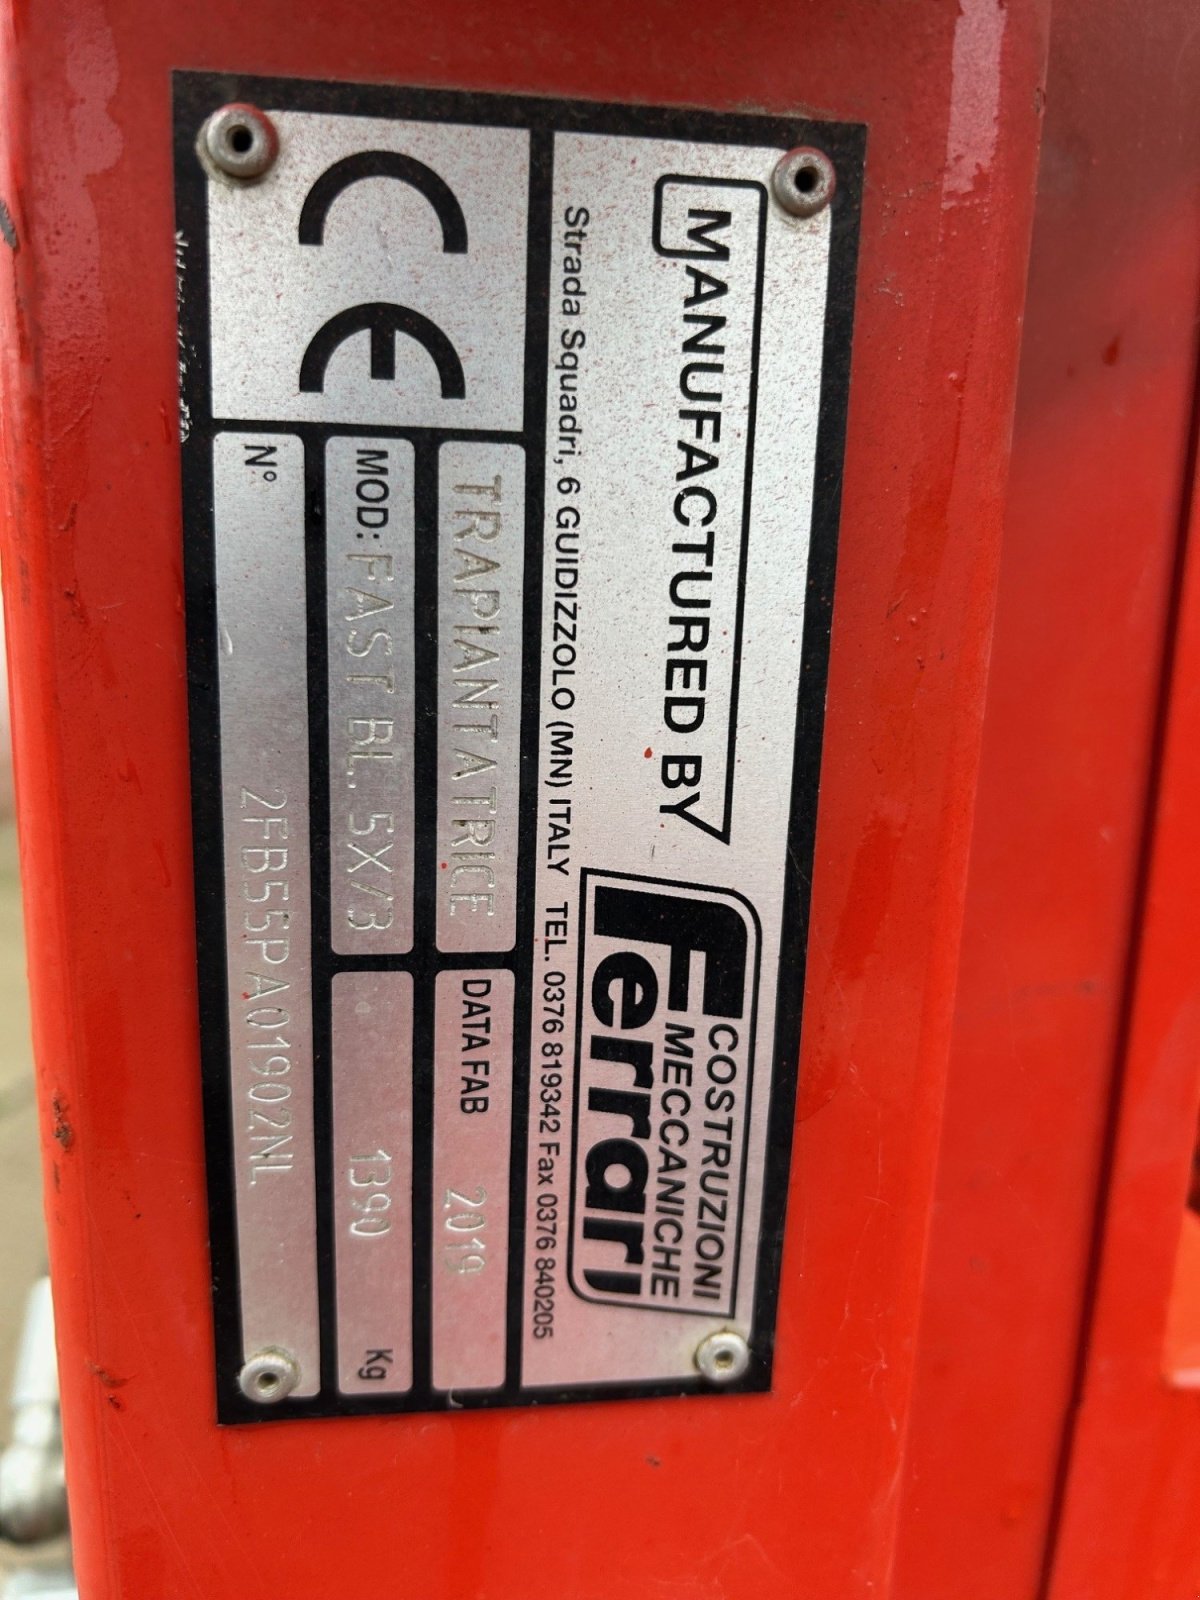 MANUFACTURED BY
COSTRUZIONI
MECCANICHE
Ferrari
Strada Squadri, 6 GUIDIZZOLO (MN) ITALY TEL. 0376 819342 Fax 0376 840205
CE
TRAPIANTATRICE
DATA FAB 2019
MOD: FAST BL. 5X/3
1390 Kg
N° 2FB55PA01902NL